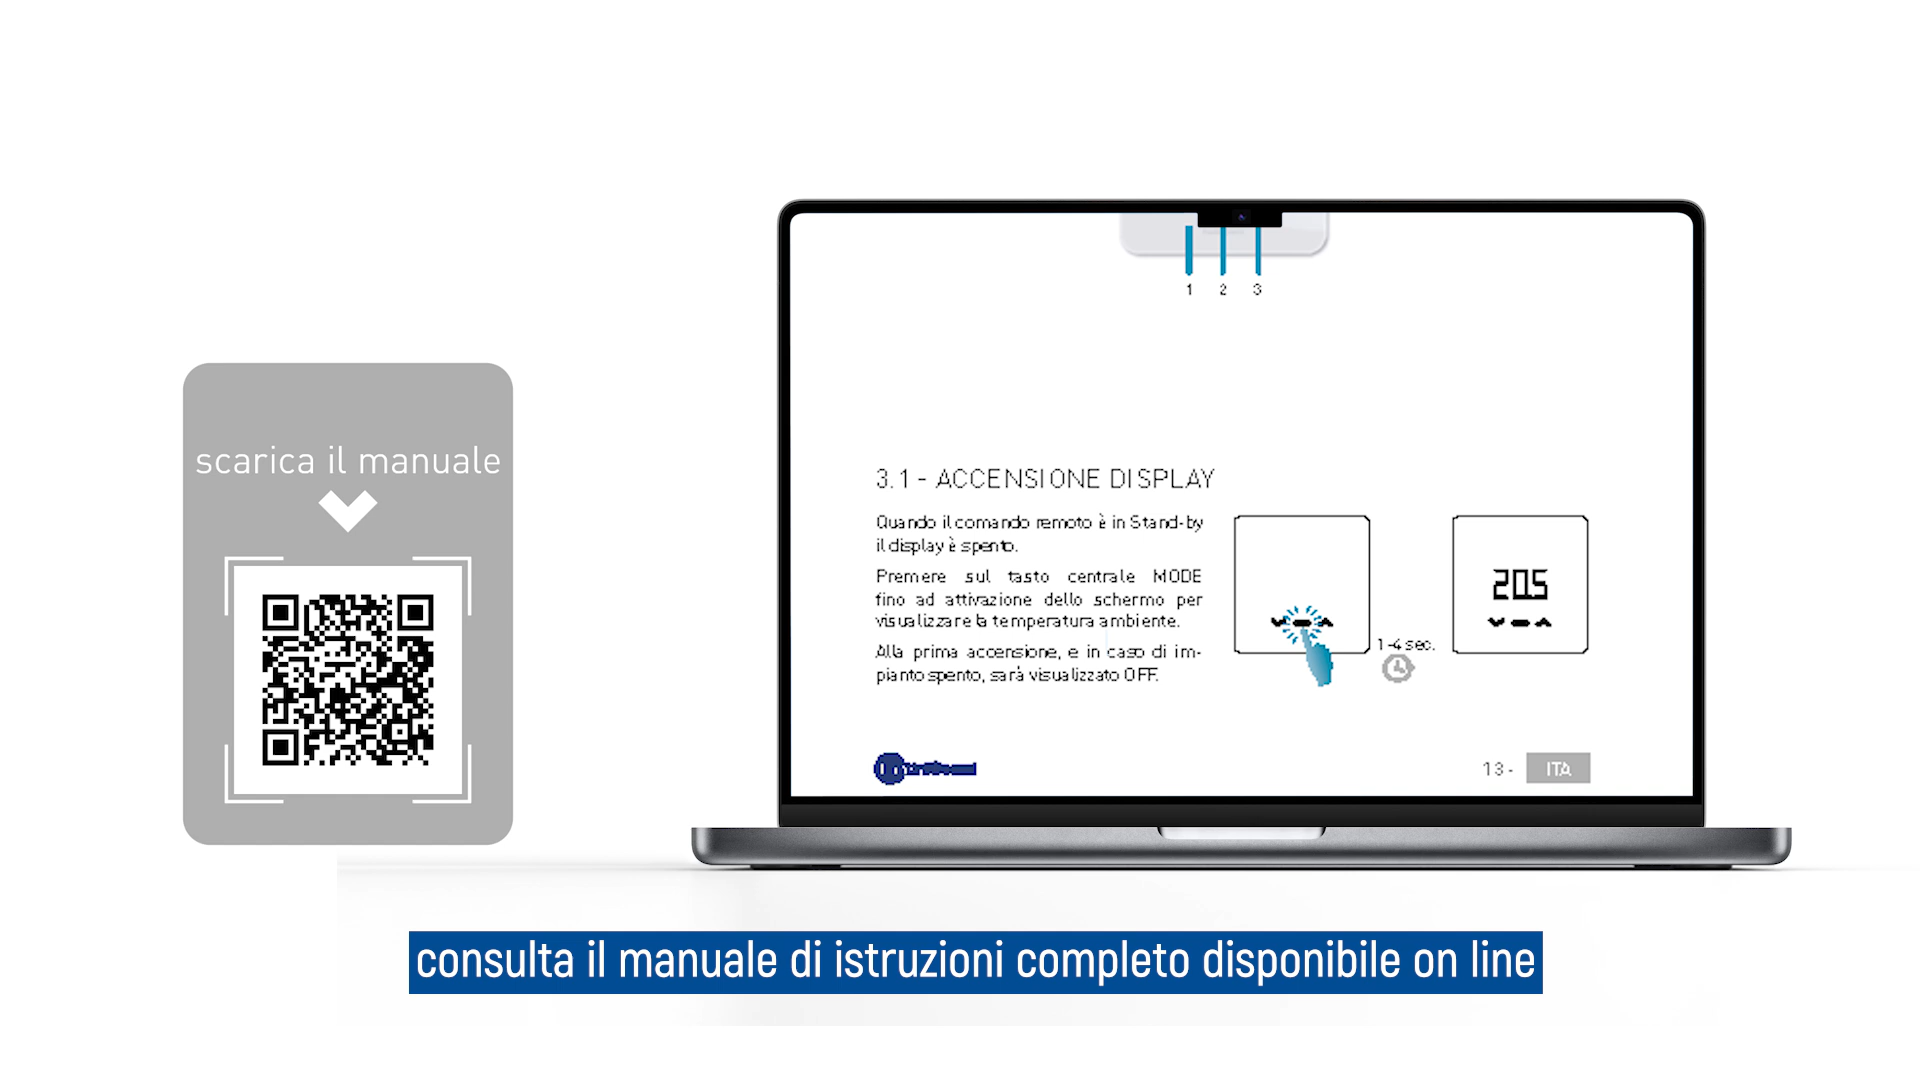 scarica il manuale
1 2 3
3.1 - ACCENSIONE DISPLAY
Quando il comando remoto è in Stand-by
il display è spento.
Premere sul tasto centrale MODE
fino ad attivazione dello schermo per
visualizzare la temperatura ambiente.
Alla prima accensione, e in caso di im-
pianto spento, sarà visualizzato OFF.
1-4 sec.
20.5
13 - ITA
consulta il manuale di istruzioni completo disponibile on line